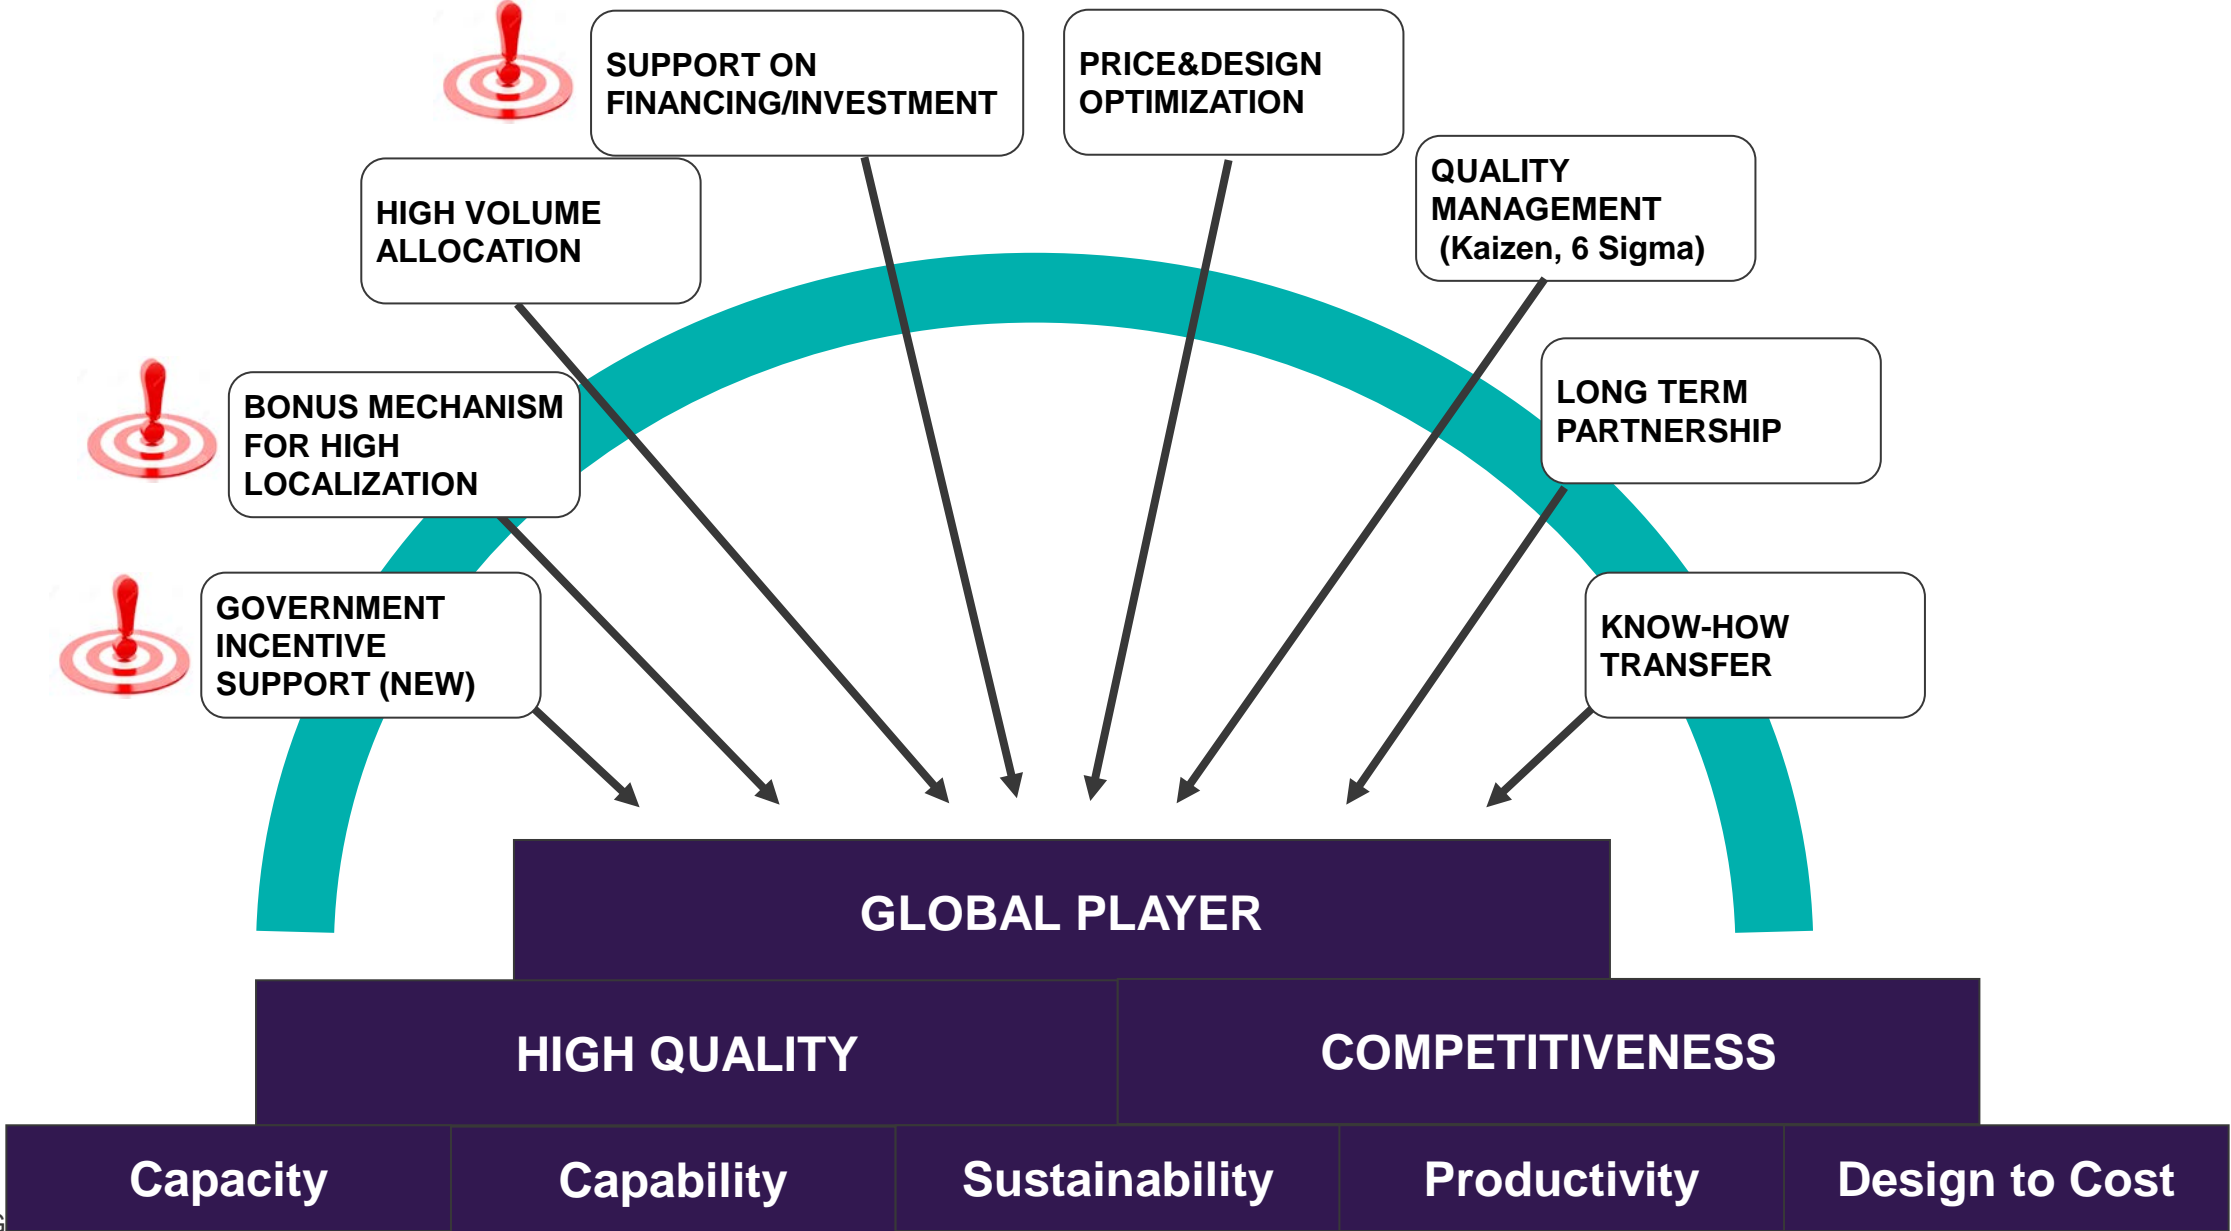 SUPPORT ON
FINANCING/INVESTMENT
PRICE&DESIGN
OPTIMIZATION
HIGH VOLUME
ALLOCATION
QUALITY
MANAGEMENT
(Kaizen, 6 Sigma)
BONUS MECHANISM
FOR HIGH
LOCALIZATION
LONG TERM
PARTNERSHIP
GOVERNMENT
INCENTIVE
SUPPORT (NEW)
KNOW-HOW
TRANSFER
GLOBAL PLAYER
HIGH QUALITY
COMPETITIVENESS
Capacity
Capability
Sustainability
Productivity
Design to Cost